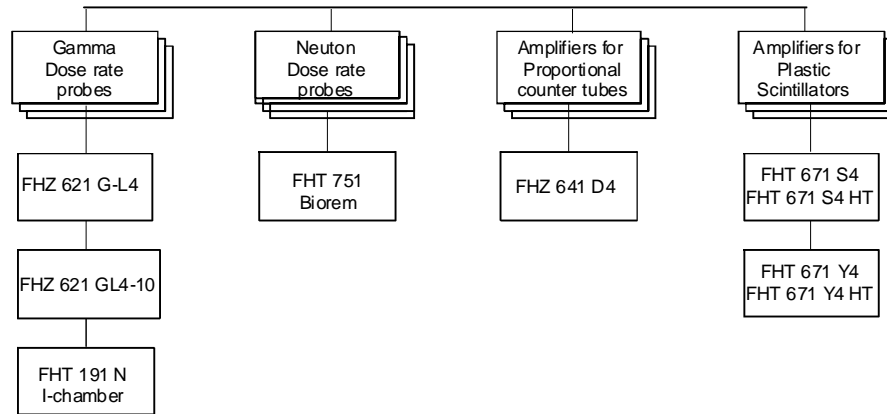 Gamma
Dose rate
probes
Neuton
Dose rate
probes
Amplifiers for
Proportional
counter tubes
Amplifiers for
Plastic
Scintillators
FHZ 621 G-L4
FHT 751
Biorem
FHZ 641 D4
FHT 671 S4
FHT 671 S4 HT
FHZ 621 GL4-10
FHT 671 Y4
FHT 671 Y4 HT
FHT 191 N
I-chamber